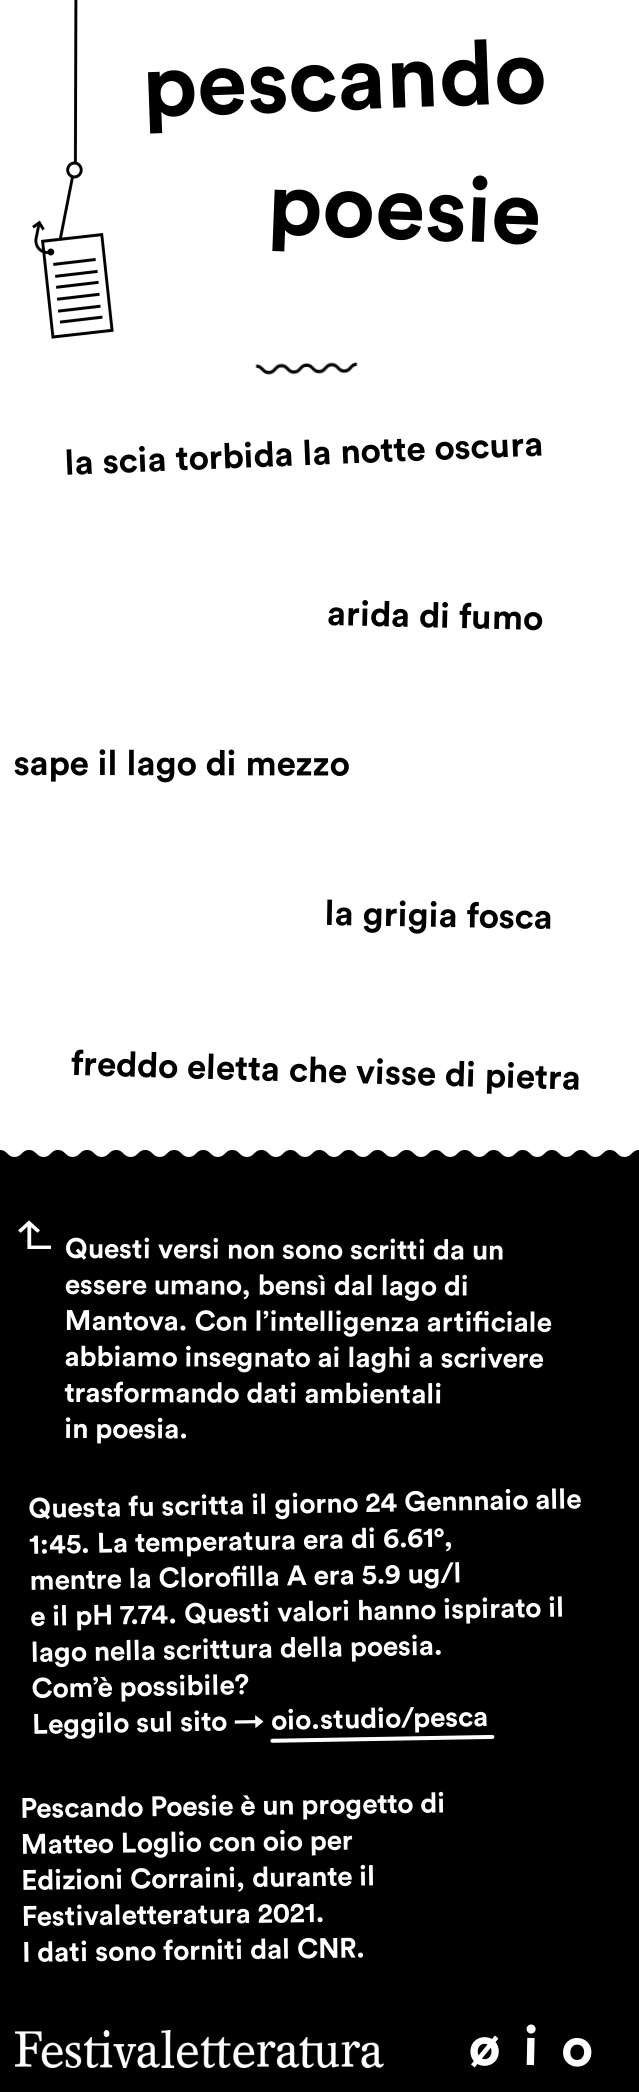 pescando
poesie
la scia torbida la notte oscura
arida di fumo
sape il lago di mezzo
la grigia fosca
freddo eletta che visse di pietra
Questi versi non sono scritti da un
essere umano, bensì dal lago di
Mantova. Con l’intelligenza artificiale
abbiamo insegnato ai laghi a scrivere
trasformando dati ambientali
in poesia.
Questa fu scritta il giorno 24 Gennnaio alle
1:45. La temperatura era di 6.61°,
mentre la Clorofilla A era 5.9 ug/l
e il pH 7.74. Questi valori hanno ispirato il
lago nella scrittura della poesia.
Com’è possibile?
Leggilo sul sito → oio.studio/pesca
Pescando Poesie è un progetto di
Matteo Loglio con oio per
Edizioni Corraini, durante il
Festivaletteratura 2021.
I dati sono forniti dal CNR.
Festivaletteratura ø i o